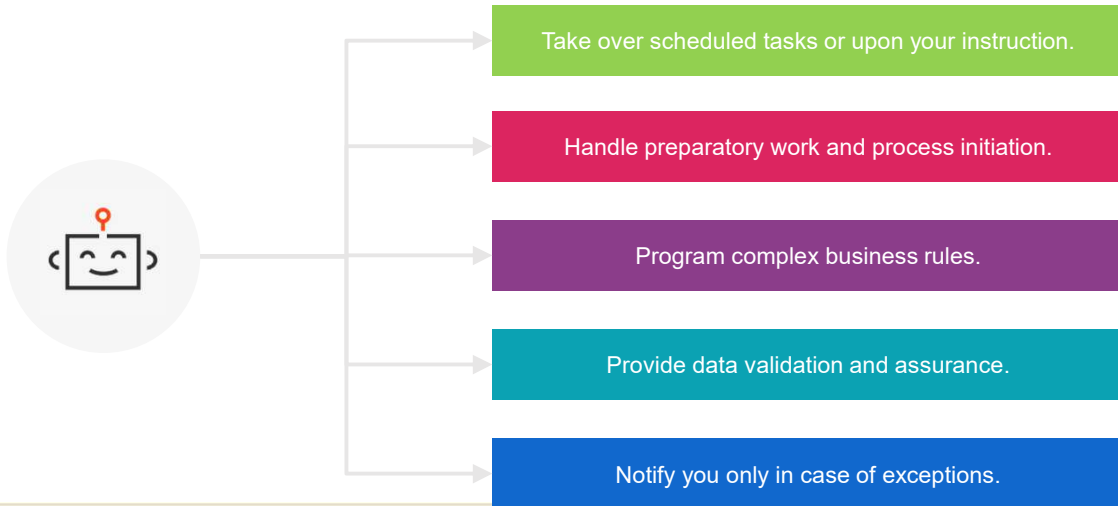 Take over scheduled tasks or upon your instruction.
Handle preparatory work and process initiation.
Program complex business rules.
Provide data validation and assurance.
Notify you only in case of exceptions.